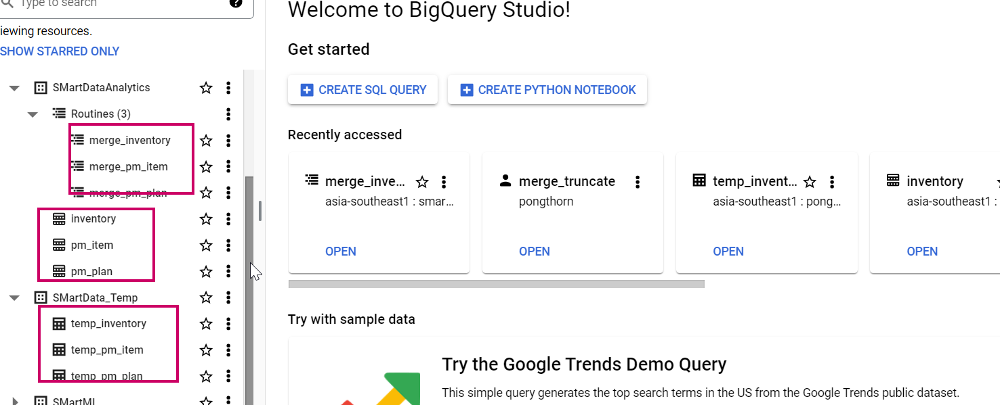 Type to search
iewing resources.
SHOW STARRED ONLY
SMartDataAnalytics
Routines (3)
merge_inventory
merge_pm_item
merge_pm_plan
inventory
pm_item
pm_plan
SMartData_Temp
temp_inventory
temp_pm_item
temp_pm_plan
SMartML
Welcome to BigQuery Studio!
Get started
CREATE SQL QUERY
CREATE PYTHON NOTEBOOK
Recently accessed
merge_inve...
asia-southeast1 : smar...
OPEN
merge_truncate
pongthorn
OPEN
temp_invent...
asia-southeast1 : pong...
OPEN
inventory
asia-southeast1 :
OPEN
Try with sample data
Try the Google Trends Demo Query
This simple query generates the top search terms in the US from the Google Trends public dataset.